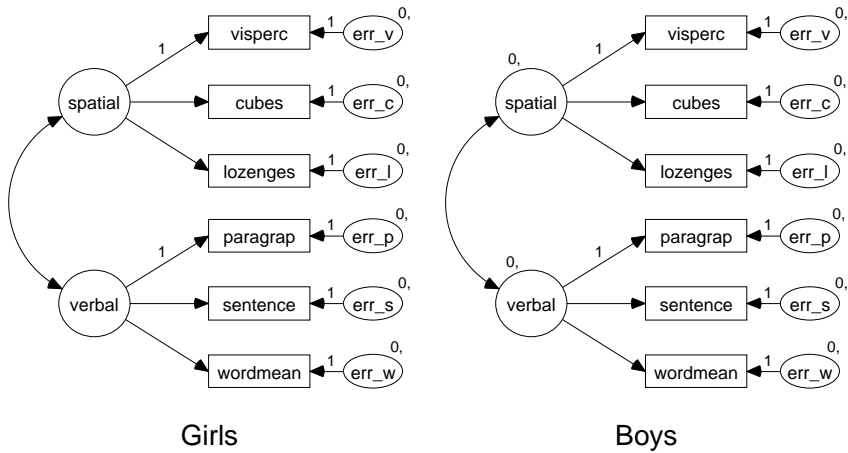 0,
1
visperc
1
err_v
spatial
0,
cubes
1
err_c
0,
lozenges
1
err_l
0,
1
paragrap
1
err_p
verbal
0,
sentence
1
err_s
0,
wordmean
1
err_w
Girls
0,
0,
1
visperc
1
err_v
spatial
0,
cubes
1
err_c
0,
lozenges
1
err_l
0,
0,
1
paragrap
1
err_p
verbal
0,
sentence
1
err_s
0,
wordmean
1
err_w
Boys